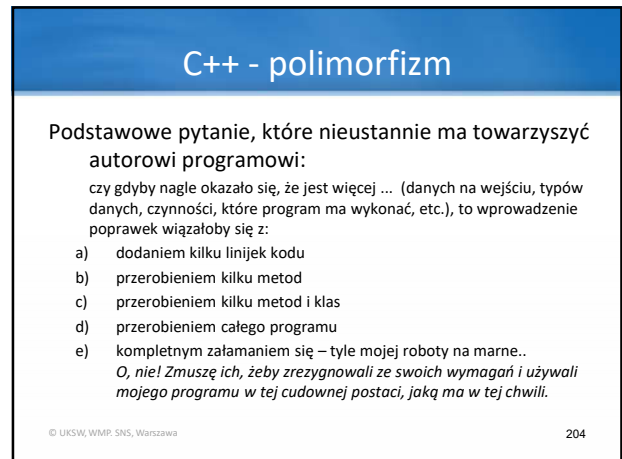 C++ - polimorfizm
Podstawowe pytanie, które nieustannie ma towarzyszyć
autorowi programowi:
czy gdyby nagle okazało się, że jest więcej ... (danych na wejściu, typów
danych, czynności, które program ma wykonać, etc.), to wprowadzenie
poprawek wiązałoby się z:
a) dodaniem kilku linijek kodu
b) przerobieniem kilku metod
c) przerobieniem kilku metod i klas
d) przerobieniem całego programu
e) kompletnym załamaniem się – tyle mojej roboty na marne..
O, nie! Zmuszę ich, żeby zrezygnowali ze swoich wymagań i używali
mojego programu w tej cudownej postaci, jaką ma w tej chwili.
© UKSW, WMP. SNS, Warszawa 204